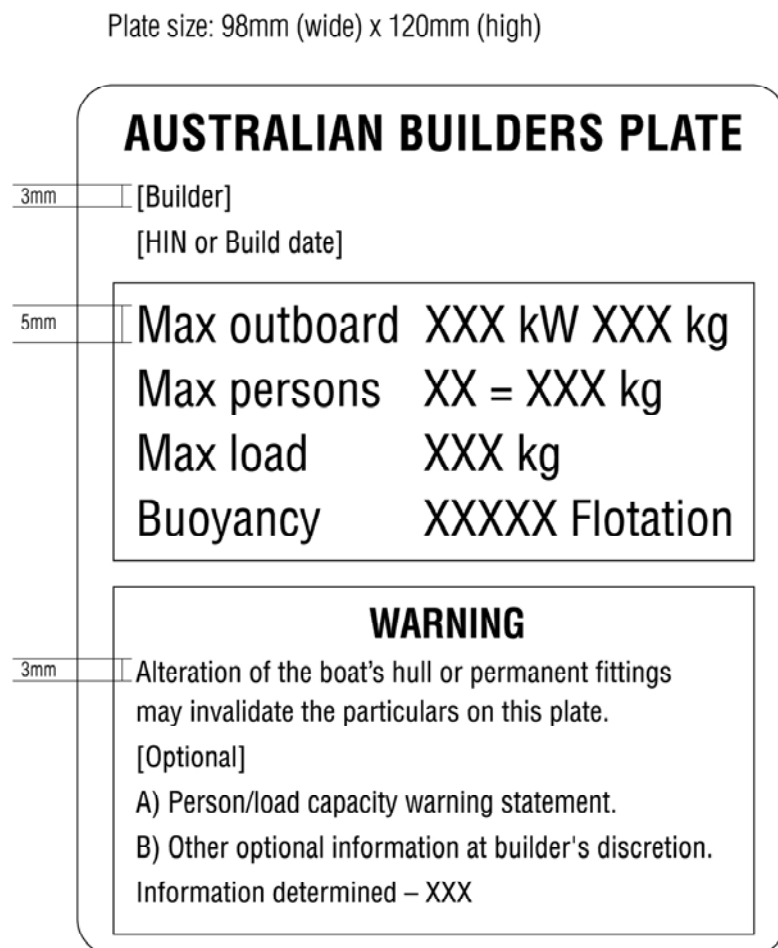 Plate size: 98mm (wide) x 120mm (high)
AUSTRALIAN BUILDERS PLATE
3mm [Builder]
[HIN or Build date]
5mm Max outboard XXX kW XXX kg
Max persons XX = XXX kg
Max load XXX kg
Buoyancy XXXXX Flotation
WARNING
3mm Alteration of the boat’s hull or permanent fittings
may invalidate the particulars on this plate.
[Optional]
A) Person/load capacity warning statement.
B) Other optional information at builder's discretion.
Information determined – XXX